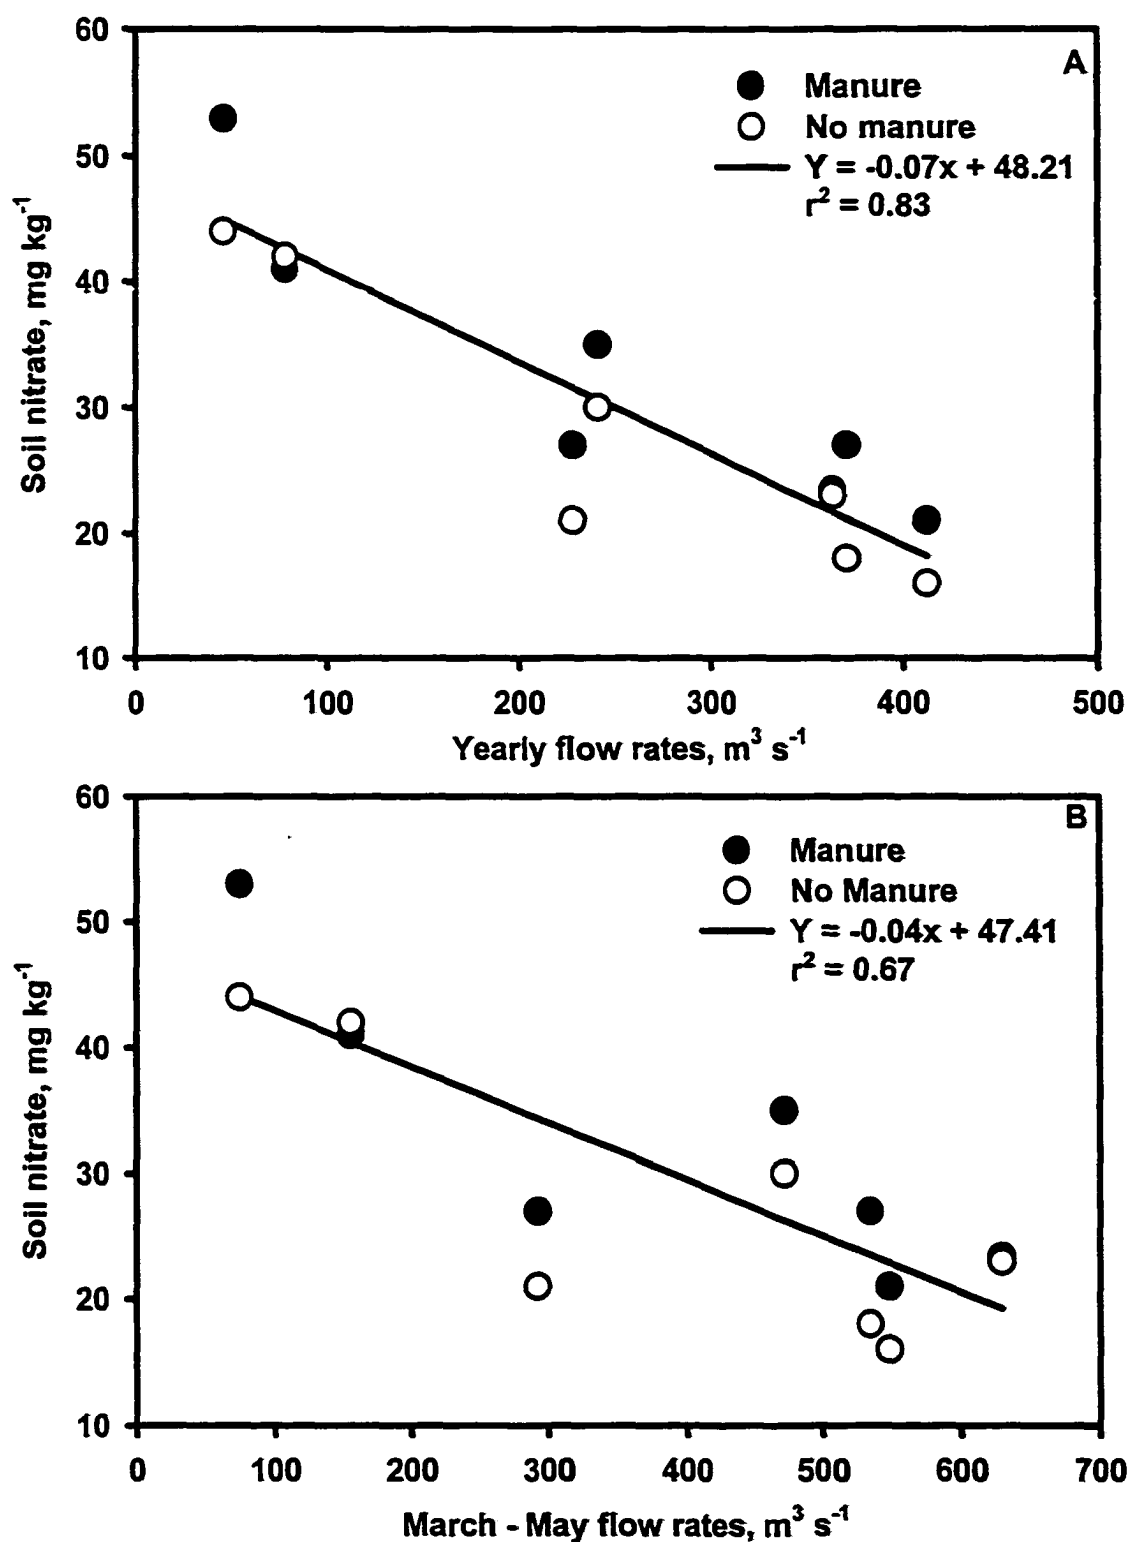 60
A
Manure
No manure
Y = -0.07x + 48.21
r² = 0.83
50
40
30
20
10
Soil nitrate, mg kg⁻¹
0 100 200 300 400 500
Yearly flow rates, m³ s⁻¹
60
B
Manure
No Manure
Y = -0.04x + 47.41
r² = 0.67
50
40
30
20
10
Soil nitrate, mg kg⁻¹
0 100 200 300 400 500 600 700
March - May flow rates, m³ s⁻¹